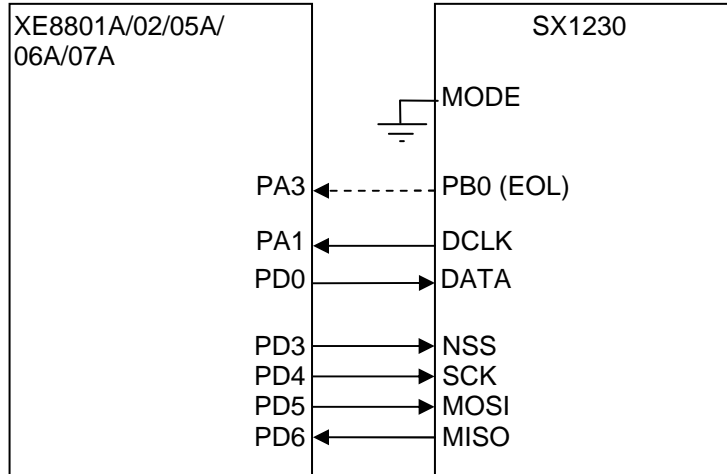 XE8801A/02/05A/
06A/07A
SX1230
MODE
PA3 PB0 (EOL)
PA1 DCLK
PD0 DATA
PD3 NSS
PD4 SCK
PD5 MOSI
PD6 MISO